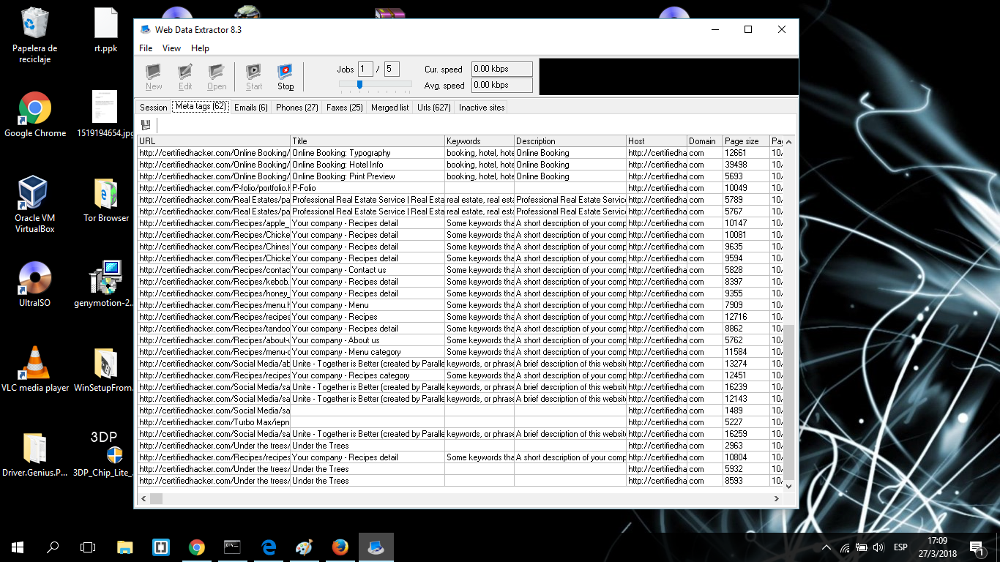 Papelera de
reciclaje
rt.ppk
Google Chrome
1519194654.jpg
Oracle VM
VirtualBox
Tor Browser
UltraISO
genymotion-2...
VLC media player
WinSetupFrom...
3DP
Driver.Genius.P...
3DP_Chip_Lite_...
Web Data Extractor 8.3
File View Help
New Edit Open Start Stop
Jobs 1 / 5
Cur. speed 0.00 kbps
Avg. speed 0.00 kbps
Session Meta tags (62) Emails (6) Phones (27) Faxes (25) Merged list Urls (627) Inactive sites
URL Title Keywords Description Host Domain Page size Pag
http://certifiedhacker.com/Online Booking/ Online Booking: Typography booking, hotel, hote Online Booking http://certifiedha com 12661 10/
http://certifiedhacker.com/Online Booking/ Online Booking: Hotel Info booking, hotel, hote Online Booking http://certifiedha com 39498 10/
http://certifiedhacker.com/Online Booking/ Online Booking: Print Preview booking, hotel, hote Online Booking http://certifiedha com 5693 10/
http://certifiedhacker.com/P-folio/portfolio.h P-Folio http://certifiedha com 10049 10/
http://certifiedhacker.com/Real Estates/pa Professional Real Estate Service | Real Esta real estate, real esta Professional Real Estate Servic http://certifiedha com 5789 10/
http://certifiedhacker.com/Real Estates/pa Professional Real Estate Service | Real Esta real estate, real esta Professional Real Estate Servic http://certifiedha com 5767 10/
http://certifiedhacker.com/Recipes/apple_ Your company - Recipes detail Some keywords tha A short description of your comp http://certifiedha com 10147 10/
http://certifiedhacker.com/Recipes/Chicke Your company - Recipes detail Some keywords tha A short description of your comp http://certifiedha com 10081 10/
http://certifiedhacker.com/Recipes/Chines Your company - Recipes detail Some keywords tha A short description of your comp http://certifiedha com 9635 10/
http://certifiedhacker.com/Recipes/Chicke Your company - Recipes detail Some keywords tha A short description of your comp http://certifiedha com 9594 10/
http://certifiedhacker.com/Recipes/contac Your company - Contact us Some keywords tha A short description of your comp http://certifiedha com 5828 10/
http://certifiedhacker.com/Recipes/kebob. Your company - Recipes detail Some keywords tha A short description of your comp http://certifiedha com 8397 10/
http://certifiedhacker.com/Recipes/honey_ Your company - Recipes detail Some keywords tha A short description of your comp http://certifiedha com 9355 10/
http://certifiedhacker.com/Recipes/menu.h Your company - Menu Some keywords tha A short description of your comp http://certifiedha com 7909 10/
http://certifiedhacker.com/Recipes/recipes Your company - Recipes Some keywords tha A short description of your comp http://certifiedha com 12716 10/
http://certifiedhacker.com/Recipes/tandoo Your company - Recipes detail Some keywords tha A short description of your comp http://certifiedha com 8862 10/
http://certifiedhacker.com/Recipes/about-u Your company - About us Some keywords tha A short description of your comp http://certifiedha com 5762 10/
http://certifiedhacker.com/Recipes/menu-c Your company - Menu category Some keywords tha A short description of your comp http://certifiedha com 11584 10/
http://certifiedhacker.com/Social Media/ab Unite - Together is Better (created by Paralle keywords, or phrase A brief description of this website http://certifiedha com 13274 10/
http://certifiedhacker.com/Recipes/recipes Your company - Recipes category Some keywords tha A short description of your comp http://certifiedha com 12451 10/
http://certifiedhacker.com/Social Media/sa Unite - Together is Better (created by Paralle keywords, or phrase A brief description of this website http://certifiedha com 16239 10/
http://certifiedhacker.com/Social Media/sa Unite - Together is Better (created by Paralle keywords, or phrase A brief description of this website http://certifiedha com 12143 10/
http://certifiedhacker.com/Social Media/sa http://certifiedha com 1489 10/
http://certifiedhacker.com/Turbo Max/iepn http://certifiedha com 5227 10/
http://certifiedhacker.com/Social Media/sa Unite - Together is Better (created by Paralle keywords, or phrase A brief description of this website http://certifiedha com 16259 10/
http://certifiedhacker.com/Under the trees/ Under the Trees http://certifiedha com 2963 10/
http://certifiedhacker.com/Recipes/recipes Your company - Recipes detail Some keywords tha A short description of your comp http://certifiedha com 10804 10/
http://certifiedhacker.com/Under the trees/ Under the Trees http://certifiedha com 5932 10/
http://certifiedhacker.com/Under the trees/ Under the Trees http://certifiedha com 8593 10/
ESP
17:09
27/3/2018
1